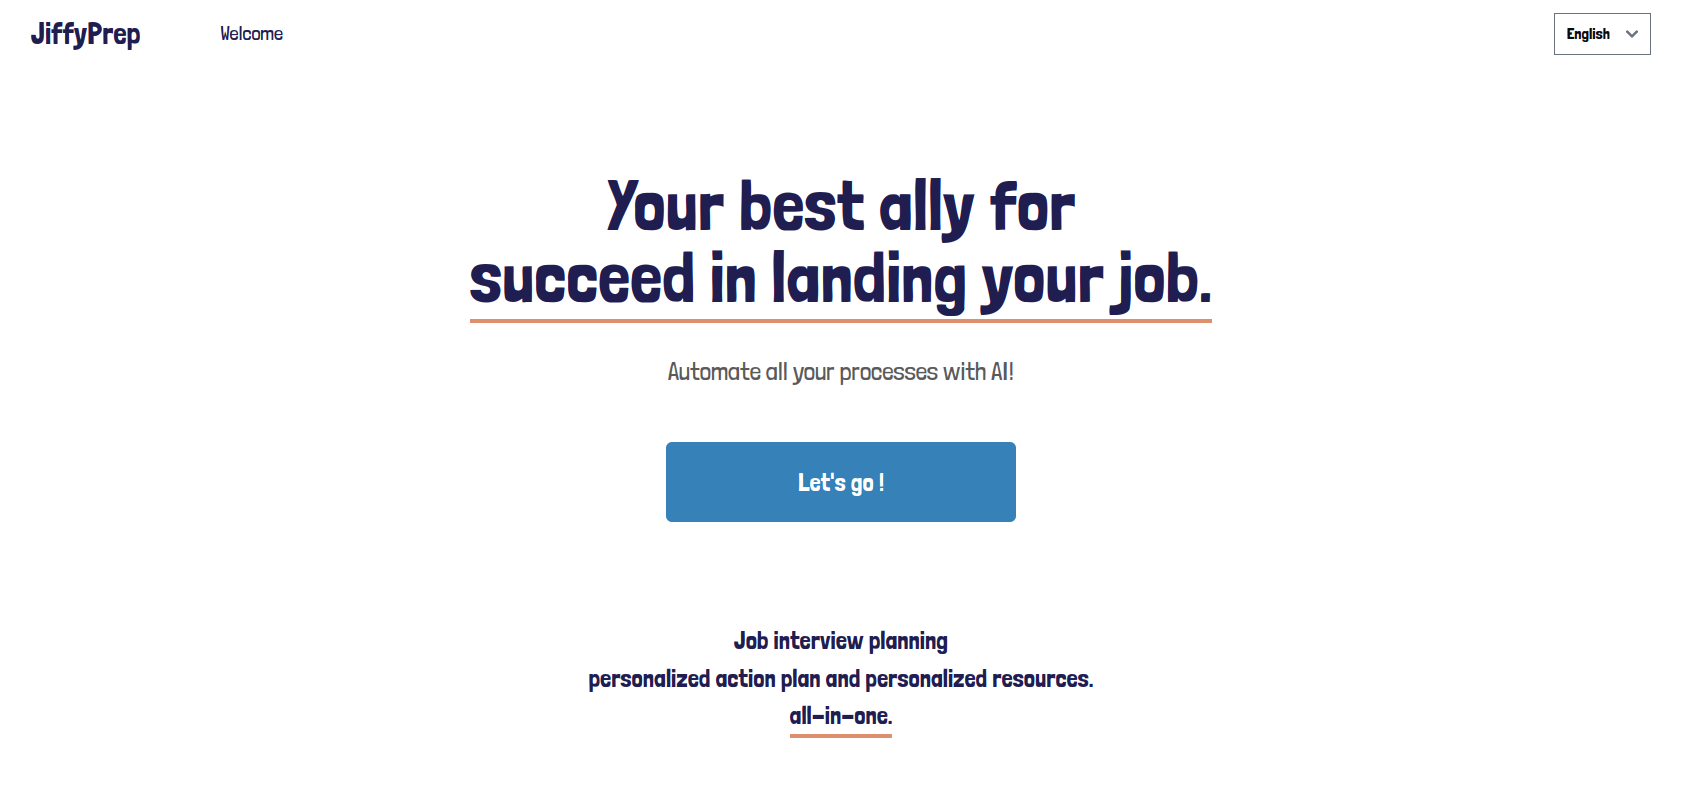 JiffyPrep
Welcome
English
Your best ally for
succeed in landing your job.
Automate all your processes with AI!
Let's go !
Job interview planning
personalized action plan and personalized resources.
all-in-one.